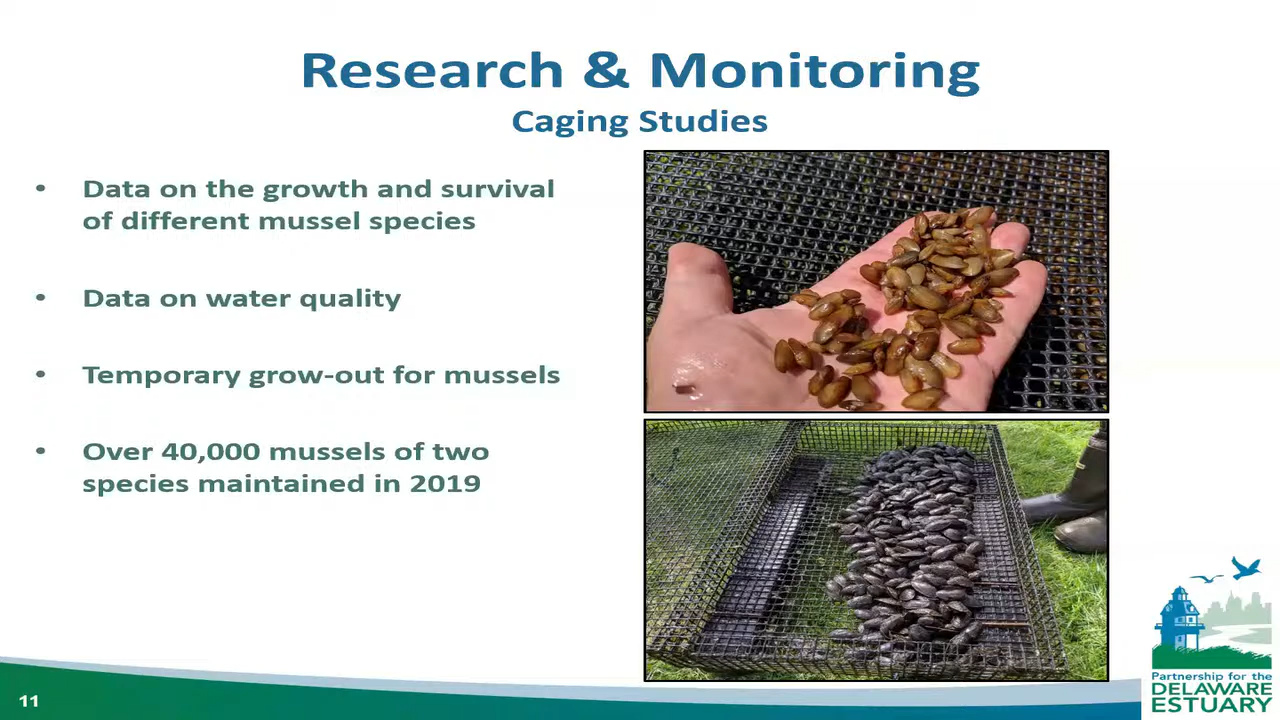 Research & Monitoring
Caging Studies
• Data on the growth and survival
of different mussel species
• Data on water quality
• Temporary grow-out for mussels
• Over 40,000 mussels of two
species maintained in 2019
11
Partnership for the
DELAWARE
ESTUARY